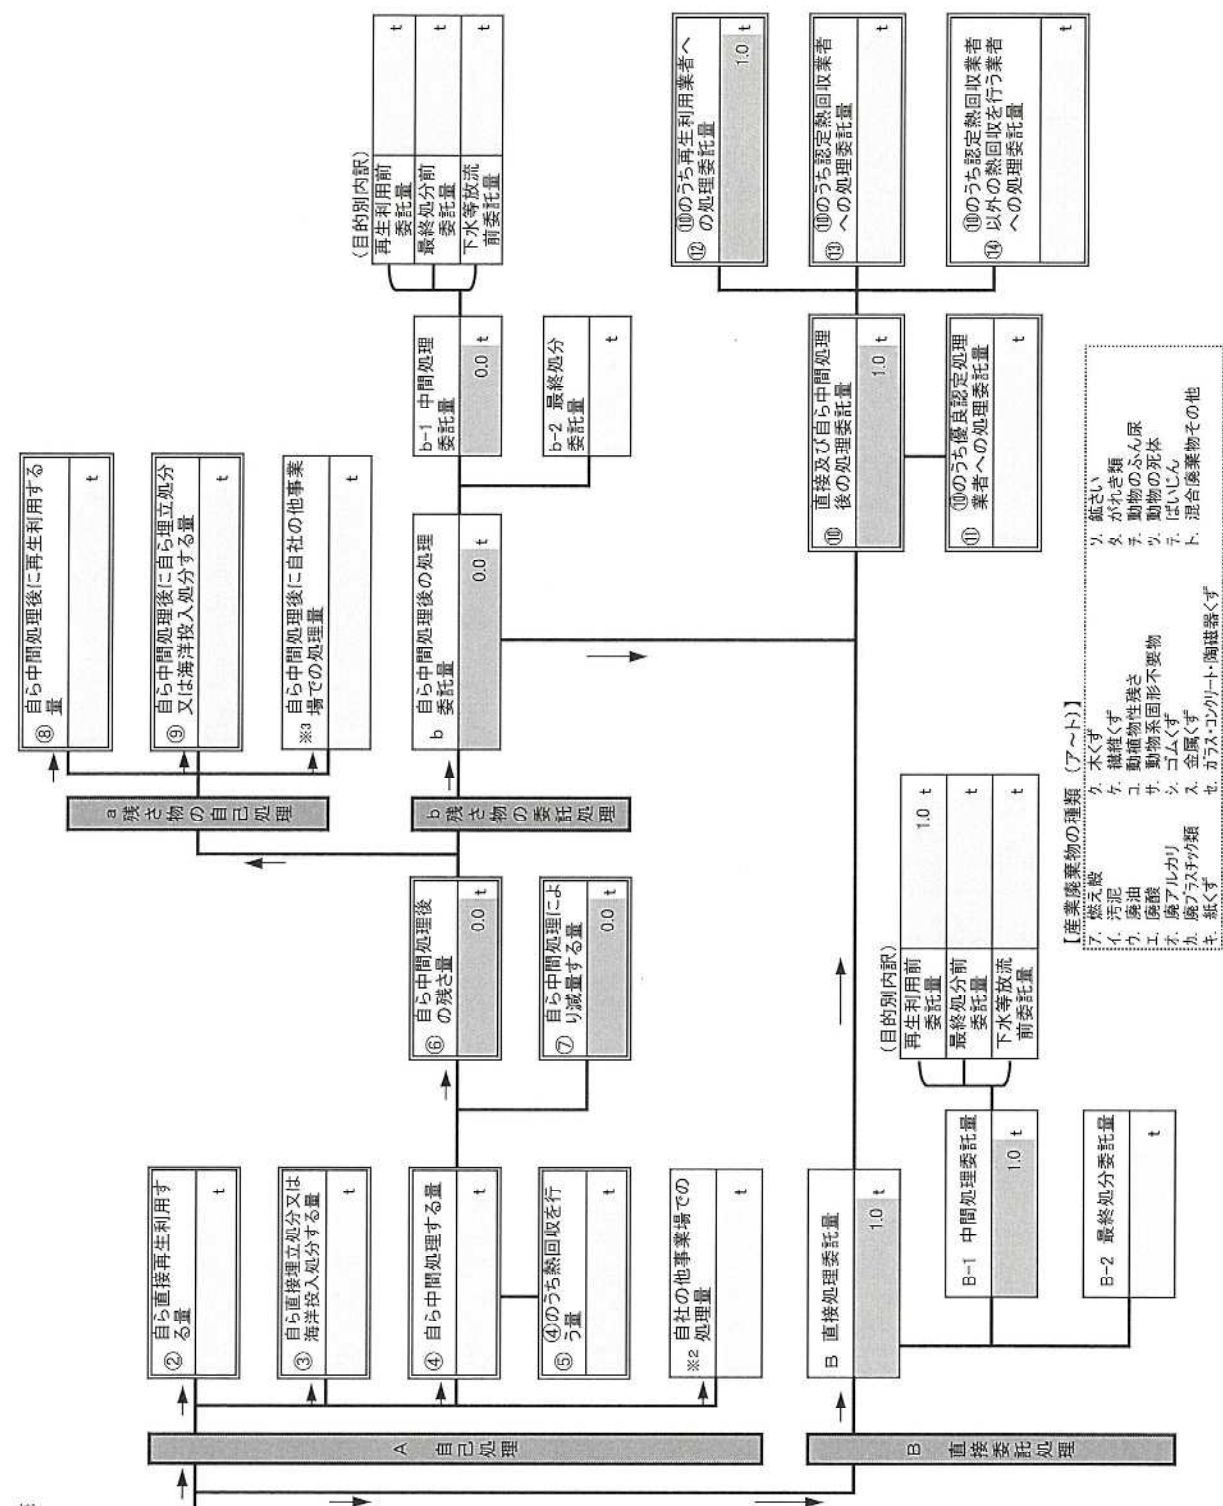 A 自己処理
② 自ら直接再生利用す
る量
t
③ 自ら直接埋立処分又は
海洋投入処分する量
t
④ 自ら中間処理する量
t
⑤ ④のうち熱回収を行
う量
t
※2 自社の他事業場での
処理量
t
⑥ 自ら中間処理後
の残さ量
0.0 t
⑦ 自ら中間処理によ
り減量する量
0.0 t
a 残さ物の自己処理
⑧ 自ら中間処理後に再生利用する
量
t
⑨ 自ら中間処理後に自ら埋立処分
又は海洋投入処分する量
t
※3 自ら中間処理後に自社の他事業
場での処理量
t
b 残さ物の委託処理
b 自ら中間処理後の処理
委託量
0.0 t
b-1 中間処理
委託量
0.0 t
b-2 最終処分
委託量
t
(目的別内訳)
再生利用前
委託量
t
最終処分前
委託量
t
下水等放流
前委託量
t
B 直接委託処理
B 直接処理委託量
1.0 t
B-1 中間処理委託量
1.0 t
B-2 最終処分委託量
t
(目的別内訳)
再生利用前
委託量
1.0 t
最終処分前
委託量
t
下水等放流
前委託量
t
⑩ 直接及び自ら中間処理
後の処理委託量
1.0 t
⑪ ⑩のうち優良認定処理
業者への処理委託量
t
⑫ ⑩のうち再生利用業者へ
の処理委託量
1.0 t
⑬ ⑩のうち認定熱回収業者
への処理委託量
t
⑭ ⑩のうち認定熱回収業者
以外の熱回収を行う業者
への処理委託量
t
【産業廃棄物の種類 (ア～ト)】
ア. 燃え殻 ク. 木くず ソ. 鉱さい
イ. 汚泥 ケ. 繊維くず タ. がれき類
ウ. 廃油 コ. 動植物性残さ チ. 動物のふん尿
エ. 廃酸 サ. 動物系固形不要物 ツ. 動物の死体
オ. 廃アルカリ シ. ゴムくず テ. ばいじん
カ. 廃プラスチック類 ス. 金属くず ト. 混合廃棄物その他
キ. 紙くず セ. ガラス・コンクリート・陶磁器くず